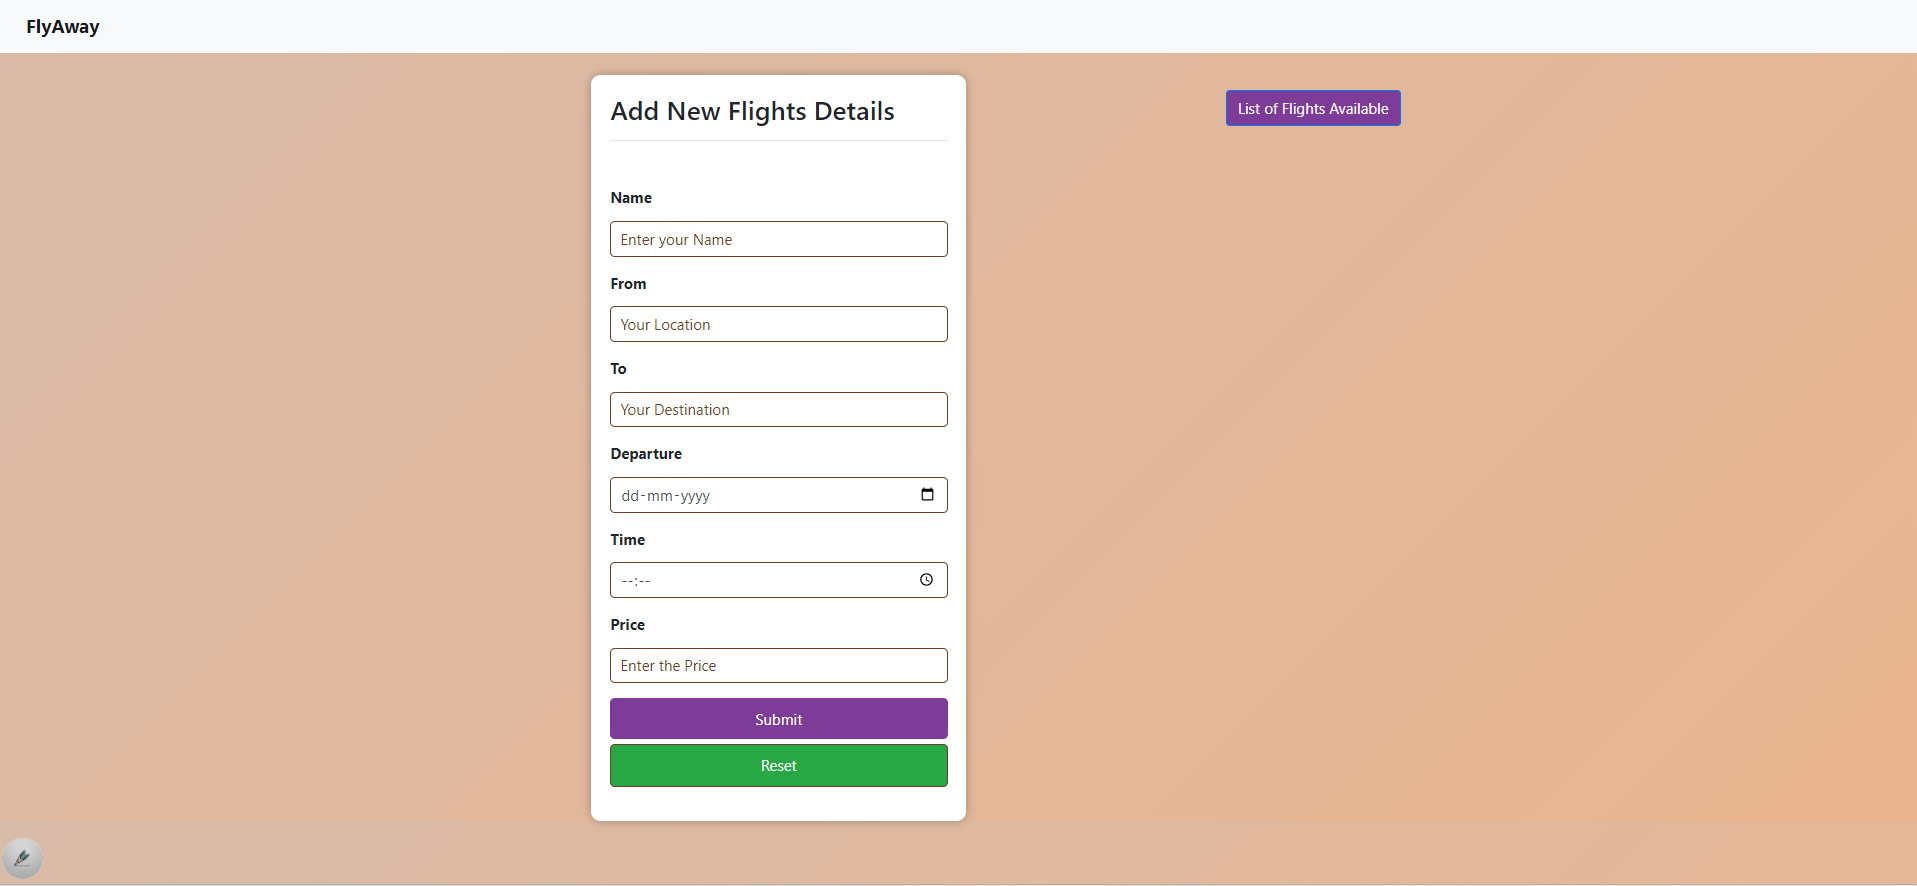 FlyAway
Add New Flights Details
List of Flights Available
Name
Enter your Name
From
Your Location
To
Your Destination
Departure
dd-mm-yyyy
Time
--:--
Price
Enter the Price
Submit
Reset